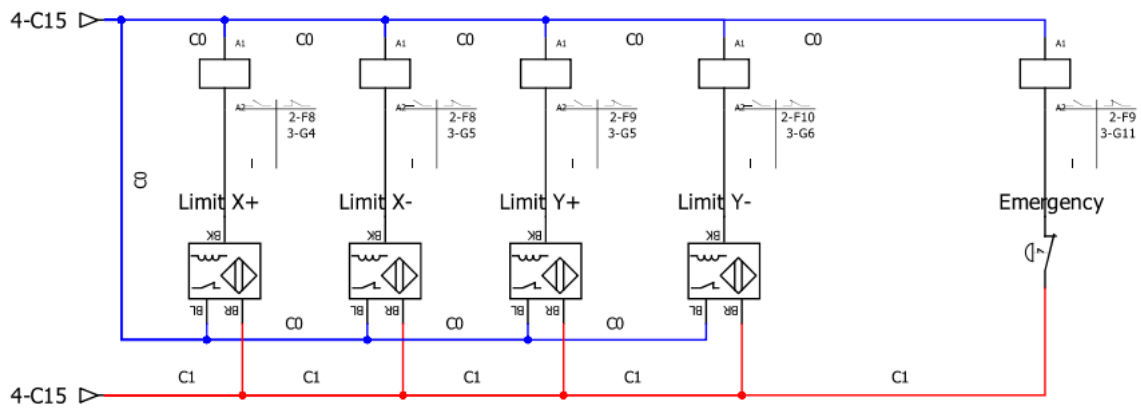 4-C15
C0 C0 C0 C0 C0
A1 A1 A1 A1 A1
A2 A2 A2 A2 A2
2-F8 2-F8 2-F9 2-F10 2-F9
3-G4 3-G5 3-G5 3-G6 3-G11
C0
Limit X+ Limit X- Limit Y+ Limit Y- Emergency
BK BK BK BK
BL BR BL BR BL BR BL BR
C0 C0 C0
C1 C1 C1 C1 C1
4-C15